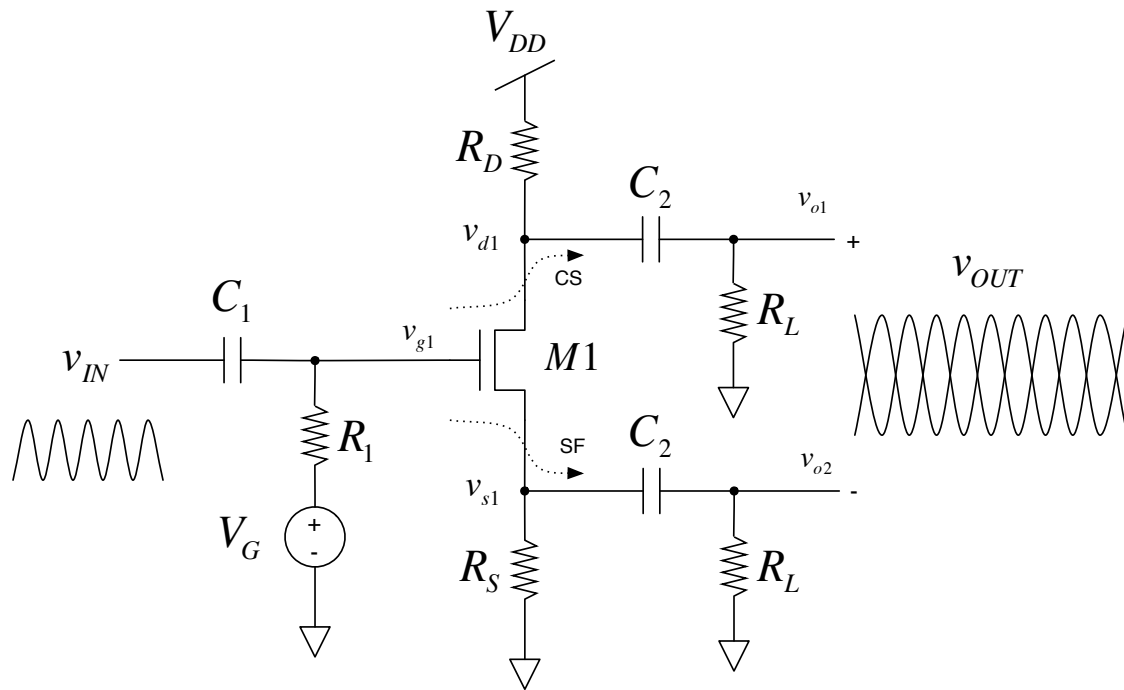 V_DD
R_D
C_2
v_o1
v_d1
+
CS
v_OUT
C_1
R_L
v_g1
v_IN
M1
R_1
C_2
SF
v_o2
v_s1
-
V_G
+
-
R_S
R_L